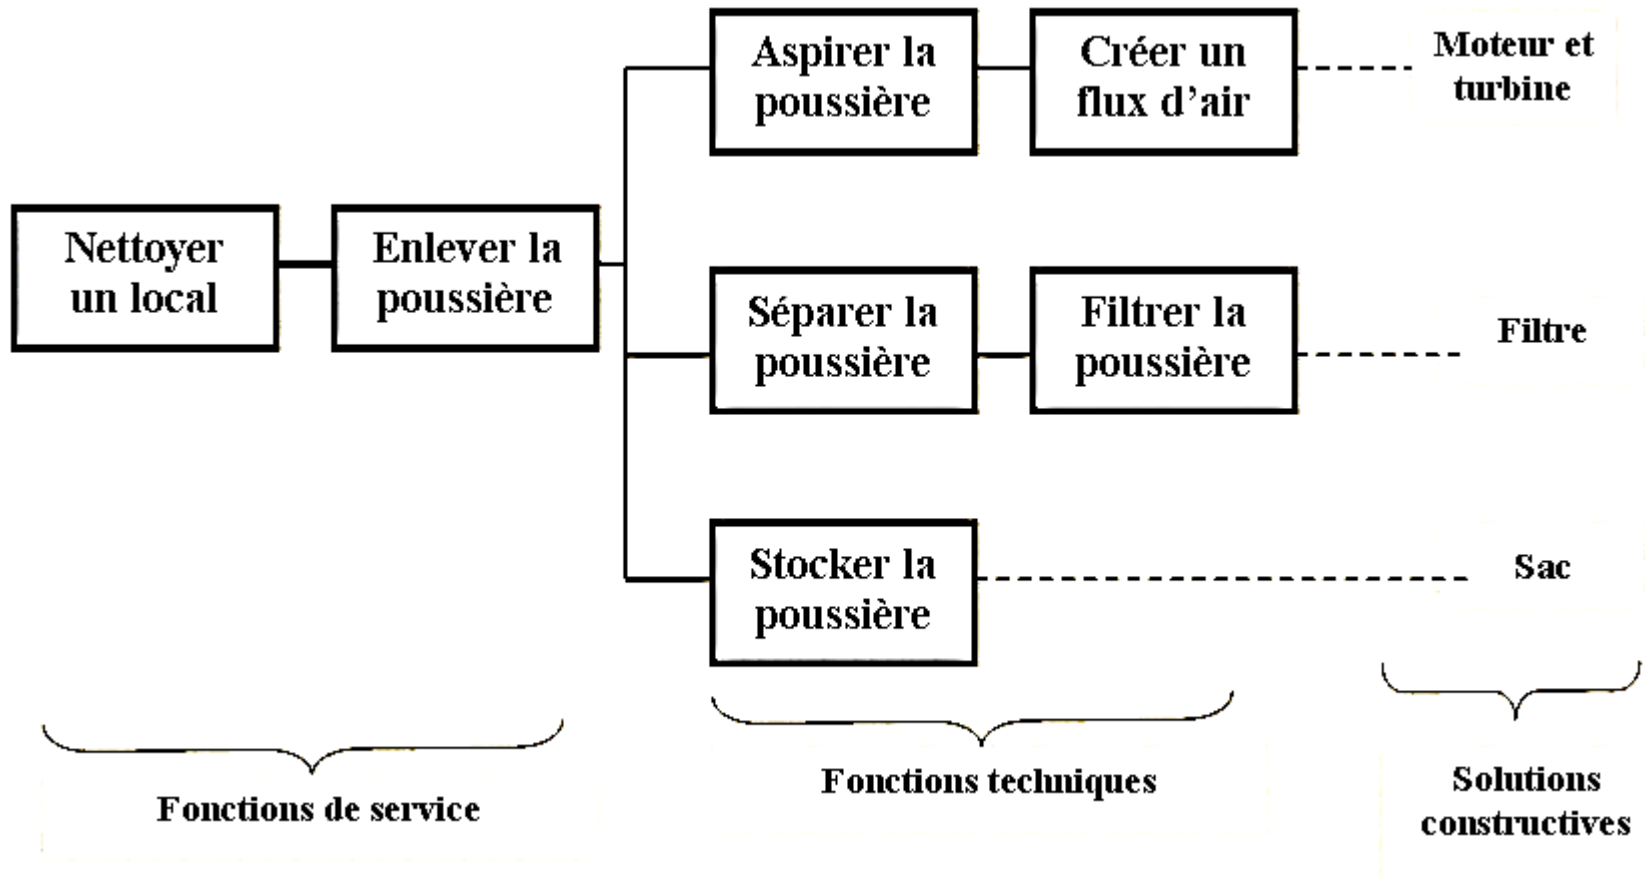 Aspirer la
poussière
Créer un
flux d’air
Moteur et
turbine
Nettoyer
un local
Enlever la
poussière
Séparer la
poussière
Filtrer la
poussière
Filtre
Stocker la
poussière
Sac
Fonctions de service
Fonctions techniques
Solutions
constructives